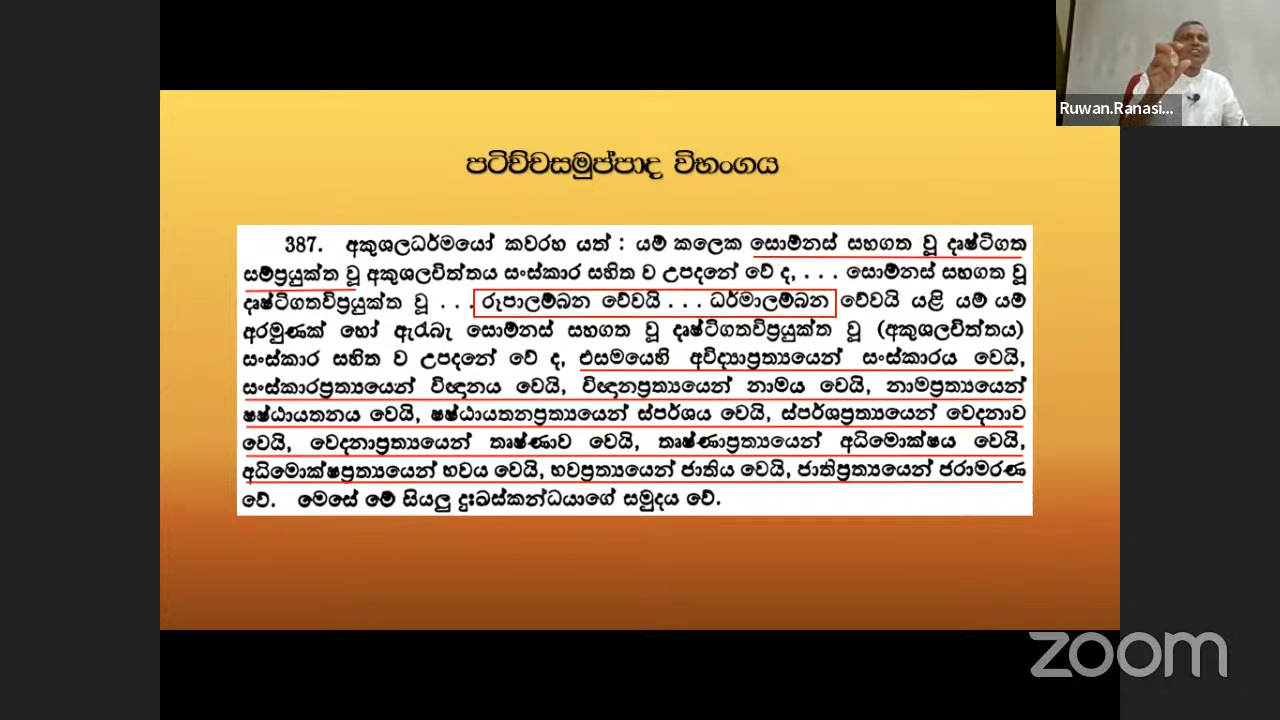 Ruwan.Ranasi...
පටිච්චසමුප්පාද විභංගය
387. අකුශලධර්මයෝ කවරහ යත් : යම් කලෙක සොම්නස් සහගත වූ දෘෂ්ටිගත
සම්ප්‍රයුක්ත වූ අකුශලචිත්තය සංස්කාර සහිත ව උපදනේ වේ ද, . . . සොම්නස් සහගත වූ
දෘෂ්ටිගතවිප්‍රයුක්ත වූ . . . රූපාලම්බන වේවයි . . . ධර්මාලම්බන වේවයි යළි යම් යම්
අරමුණක් හෝ ඇරැබැ සොම්නස් සහගත වූ දෘෂ්ටිගතවිප්‍රයුක්ත වූ (අකුශලචිත්තය)
සංස්කාර සහිත ව උපදනේ වේ ද, එසමයෙහි අවිද්‍යාප්‍රත්‍යයෙන් සංස්කාරය වෙයි,
සංස්කාරප්‍රත්‍යයෙන් විඥානය වෙයි, විඥානප්‍රත්‍යයෙන් නාමය වෙයි, නාමප්‍රත්‍යයෙන්
ෂෂ්ඨායතනය වෙයි, ෂෂ්ඨායතනප්‍රත්‍යයෙන් ස්පර්ශය වෙයි, ස්පර්ශප්‍රත්‍යයෙන් වෙදනාව
වෙයි, වෙදනාප්‍රත්‍යයෙන් තෘෂ්ණාව වෙයි, තෘෂ්ණාප්‍රත්‍යයෙන් අධිමොක්ෂය වෙයි,
අධිමොක්ෂප්‍රත්‍යයෙන් භවය වෙයි, භවප්‍රත්‍යයෙන් ජාතිය වෙයි, ජාතිප්‍රත්‍යයෙන් ජරාමරණ
වේ. මෙසේ මේ සියලු දුඃඛස්කන්ධයාගේ සමුදය වේ.
zoom